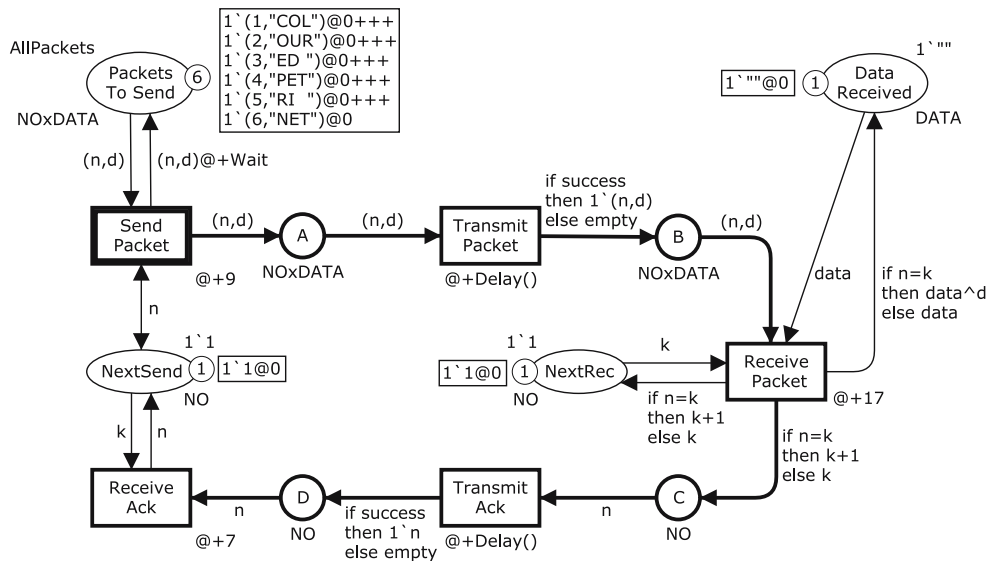 AllPackets
Packets
To Send
6
NOxDATA
1`(1,"COL")@0+++
1`(2,"OUR")@0+++
1`(3,"ED ")@0+++
1`(4,"PET")@0+++
1`(5,"RI  ")@0+++
1`(6,"NET")@0
1`""
1`""@0
1
Data
Received
DATA
(n,d)
(n,d)@+Wait
Send
Packet
@+9
(n,d)
A
NOxDATA
(n,d)
Transmit
Packet
@+Delay()
if success
then 1`(n,d)
else empty
B
NOxDATA
(n,d)
data
if n=k
then data^d
else data
n
1`1
NextSend
1
1`1@0
NO
1`1
1`1@0
1
NextRec
NO
k
if n=k
then k+1
else k
Receive
Packet
@+17
if n=k
then k+1
else k
k
n
Receive
Ack
@+7
n
D
NO
if success
then 1`n
else empty
Transmit
Ack
@+Delay()
n
C
NO